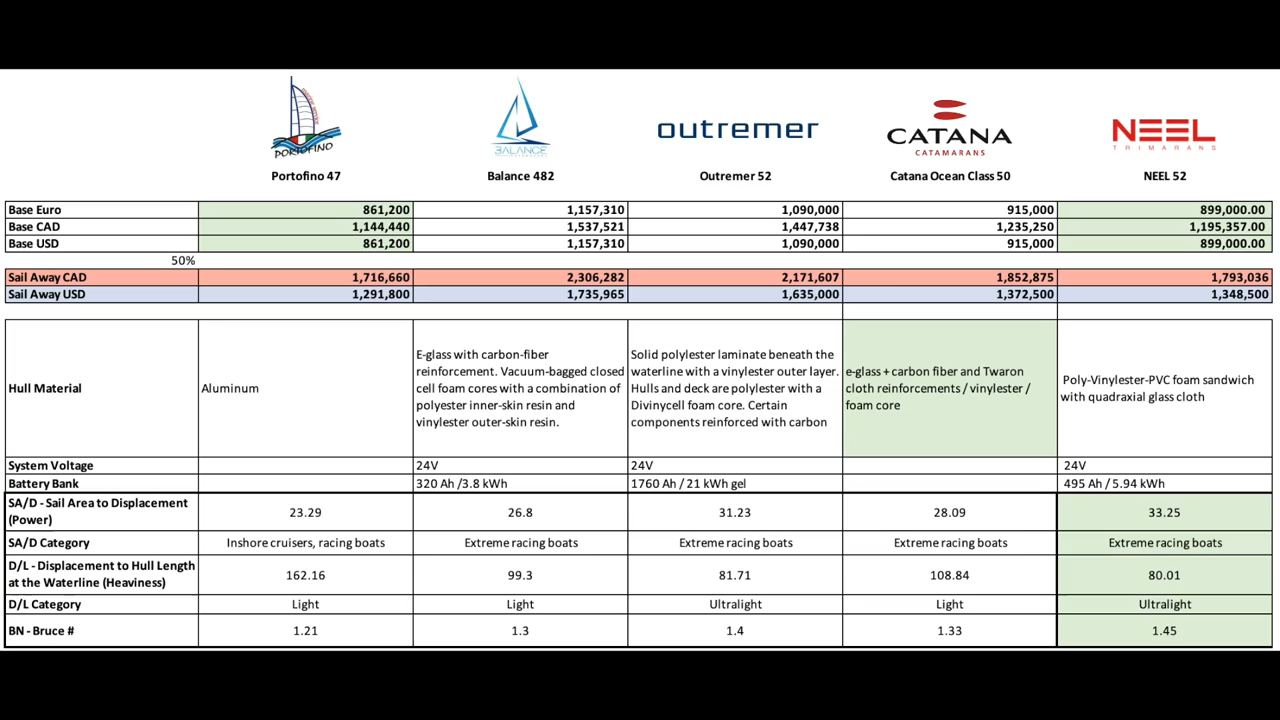 PORTOFINO
BALANCE
outremer
CATANA
CATAMARANS
NEEL
TRIMARANS
Portofino 47 Balance 482 Outremer 52 Catana Ocean Class 50 NEEL 52
Base Euro 861,200 1,157,310 1,090,000 915,000 899,000.00
Base CAD 1,144,440 1,537,521 1,447,738 1,235,250 1,195,357.00
Base USD 861,200 1,157,310 1,090,000 915,000 899,000.00
50%
Sail Away CAD 1,716,660 2,306,282 2,171,607 1,852,875 1,793,036
Sail Away USD 1,291,800 1,735,965 1,635,000 1,372,500 1,348,500
Hull Material
Aluminum
E-glass with carbon-fiber
reinforcement. Vacuum-bagged closed
cell foam cores with a combination of
polyester inner-skin resin and
vinylester outer-skin resin.
Solid polylester laminate beneath the
waterline with a vinylester outer layer.
Hulls and deck are polylester with a
Divinycell foam core. Certain
components reinforced with carbon
e-glass + carbon fiber and Twaron
cloth reinforcements / vinylester /
foam core
Poly-Vinylester-PVC foam sandwich
with quadraxial glass cloth
System Voltage 24V 24V 24V
Battery Bank 320 Ah /3.8 kWh 1760 Ah / 21 kWh gel 495 Ah / 5.94 kWh
SA/D - Sail Area to Displacement
(Power)
23.29 26.8 31.23 28.09 33.25
SA/D Category Inshore cruisers, racing boats Extreme racing boats Extreme racing boats Extreme racing boats Extreme racing boats
D/L - Displacement to Hull Length
at the Waterline (Heaviness)
162.16 99.3 81.71 108.84 80.01
D/L Category Light Light Ultralight Light Ultralight
BN - Bruce # 1.21 1.3 1.4 1.33 1.45